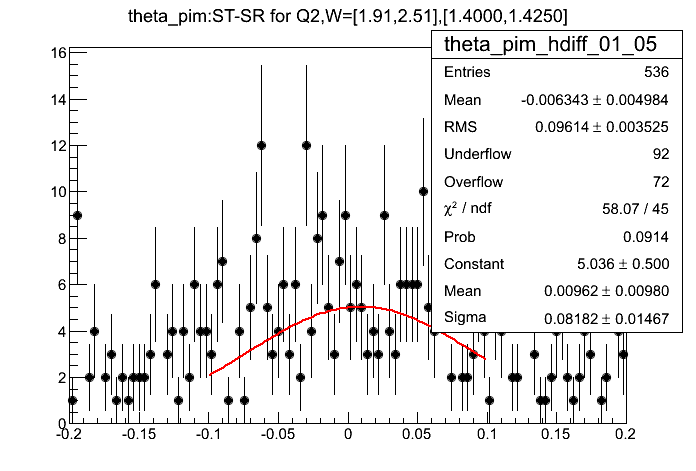 theta_pim:ST-SR for Q2,W=[1.91,2.51],[1.4000,1.4250]
theta_pim_hdiff_01_05
Entries 536
Mean -0.006343 ± 0.004984
RMS 0.09614 ± 0.003525
Underflow 92
Overflow 72
χ² / ndf 58.07 / 45
Prob 0.0914
Constant 5.036 ± 0.500
Mean 0.00962 ± 0.00980
Sigma 0.08182 ± 0.01467
16
14
12
10
8
6
4
2
0
-0.2 -0.15 -0.1 -0.05 0 0.05 0.1 0.15 0.2